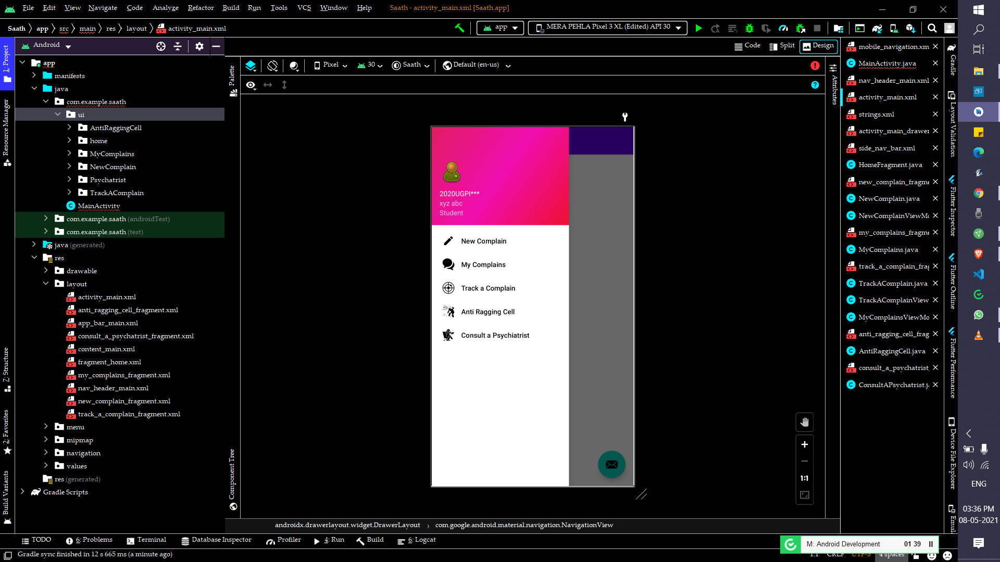 File Edit View Navigate Code Analyze Refactor Build Run Tools VCS Window Help Saath - activity_main.xml [Saath.app]
Saath app src main res layout activity_main.xml
app
MERA PEHLA Pixel 3 XL (Edited) API 30
1: Project
Resource Manager
Z: Structure
2: Favorites
Build Variants
Android
app
manifests
java
com.example.saath
ui
AntiRaggingCell
home
MyComplains
NewComplain
Psychatrist
TrackAComplain
MainActivity
com.example.saath (androidTest)
com.example.saath (test)
java (generated)
res
drawable
layout
activity_main.xml
anti_ragging_cell_fragment.xml
app_bar_main.xml
consult_a_psychatrist_fragment.xml
content_main.xml
fragment_home.xml
my_complains_fragment.xml
nav_header_main.xml
new_complain_fragment.xml
track_a_complain_fragment.xml
menu
mipmap
navigation
values
res (generated)
Gradle Scripts
Palette
Component Tree
Code Split Design
Pixel 30 Saath Default (en-us)
Attributes
2020UGPI***
xyz abc
Student
New Complain
My Complains
Track a Complain
Anti Ragging Cell
Consult a Psychiatrist
1:1
androidx.drawerlayout.widget.DrawerLayout › com.google.android.material.navigation.NavigationView
mobile_navigation.xm
MainActivity.java
nav_header_main.xml
activity_main.xml
strings.xml
activity_main_drawer
side_nav_bar.xml
HomeFragment.java
new_complain_fragme
NewComplain.java
NewComplainViewMo
my_complains_fragme
MyComplains.java
track_a_complain_frag
TrackAComplain.java
TrackAComplainView
MyComplainsViewMo
anti_ragging_cell_frag
AntiRaggingCell.java
consult_a_psychatrist_
ConsultAPsychatrist.ja
Gradle
Layout Validation
Flutter Inspector
Flutter Outline
Flutter Performance
Device File Explorer
Emula
TODO 6: Problems Terminal Database Inspector Profiler 4: Run Build 6: Logcat
Gradle sync finished in 12 s 665 ms (a minute ago)
M: Android Development 01 39
1:1 CRLF UTF-8 4 spaces
ENG
03:36 PM
08-05-2021